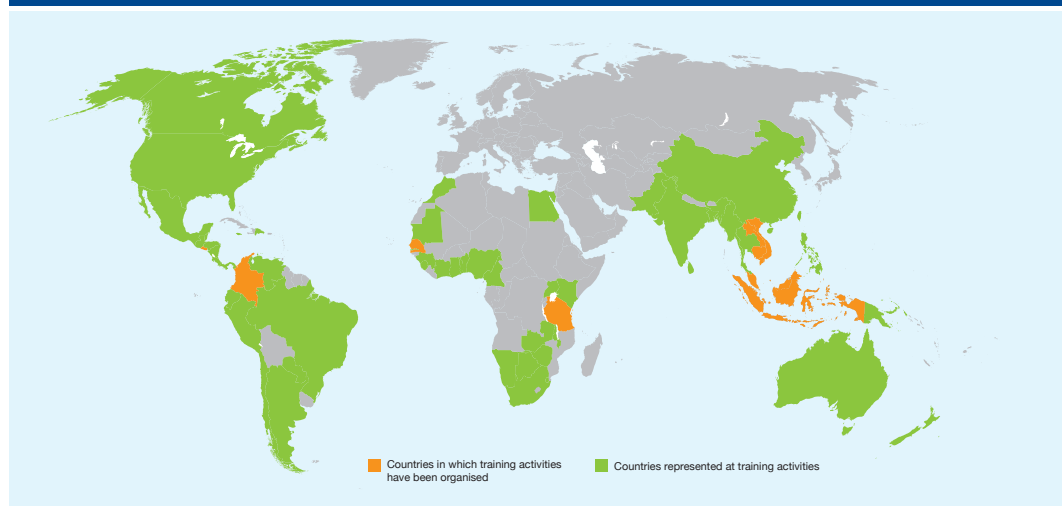 Countries in which training activities
have been organised
Countries represented at training activities